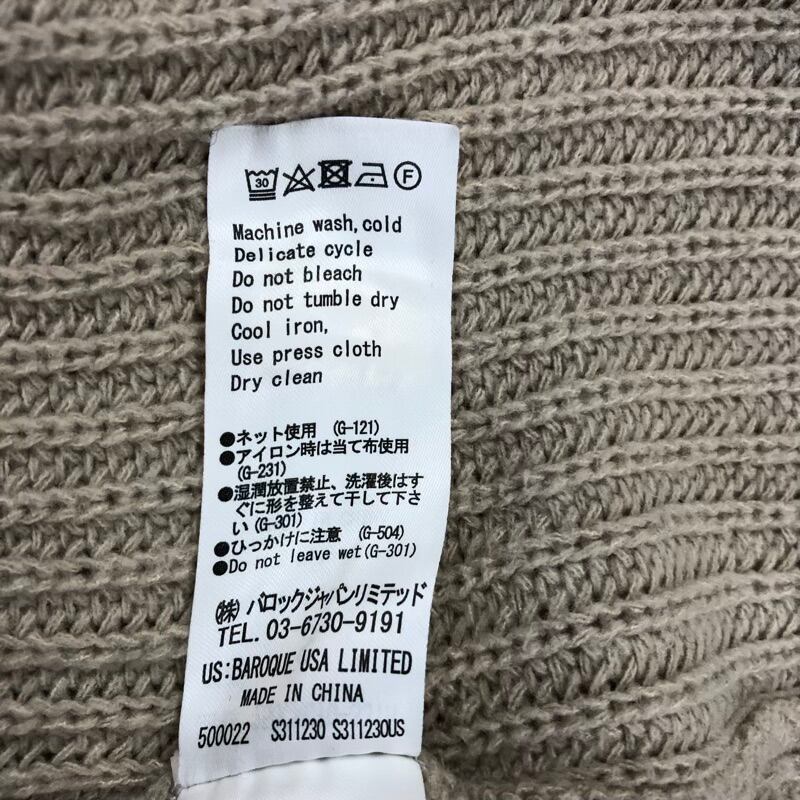 30 F
Machine wash,cold
Delicate cycle
Do not bleach
Do not tumble dry
Cool iron,
Use press cloth
Dry clean
●ネット使用 (G-121)
●アイロン時は当て布使用
(G-231)
●湿潤放置禁止、洗濯後はす
ぐに形を整えて干して下さ
い(G-301)
●ひっかけに注意 (G-504)
●Do not leave wet(G-301)
㈱バロックジャパンリミテッド
TEL. 03-6730-9191
US:BAROQUE USA LIMITED
MADE IN CHINA
500022 S311230 S311230US